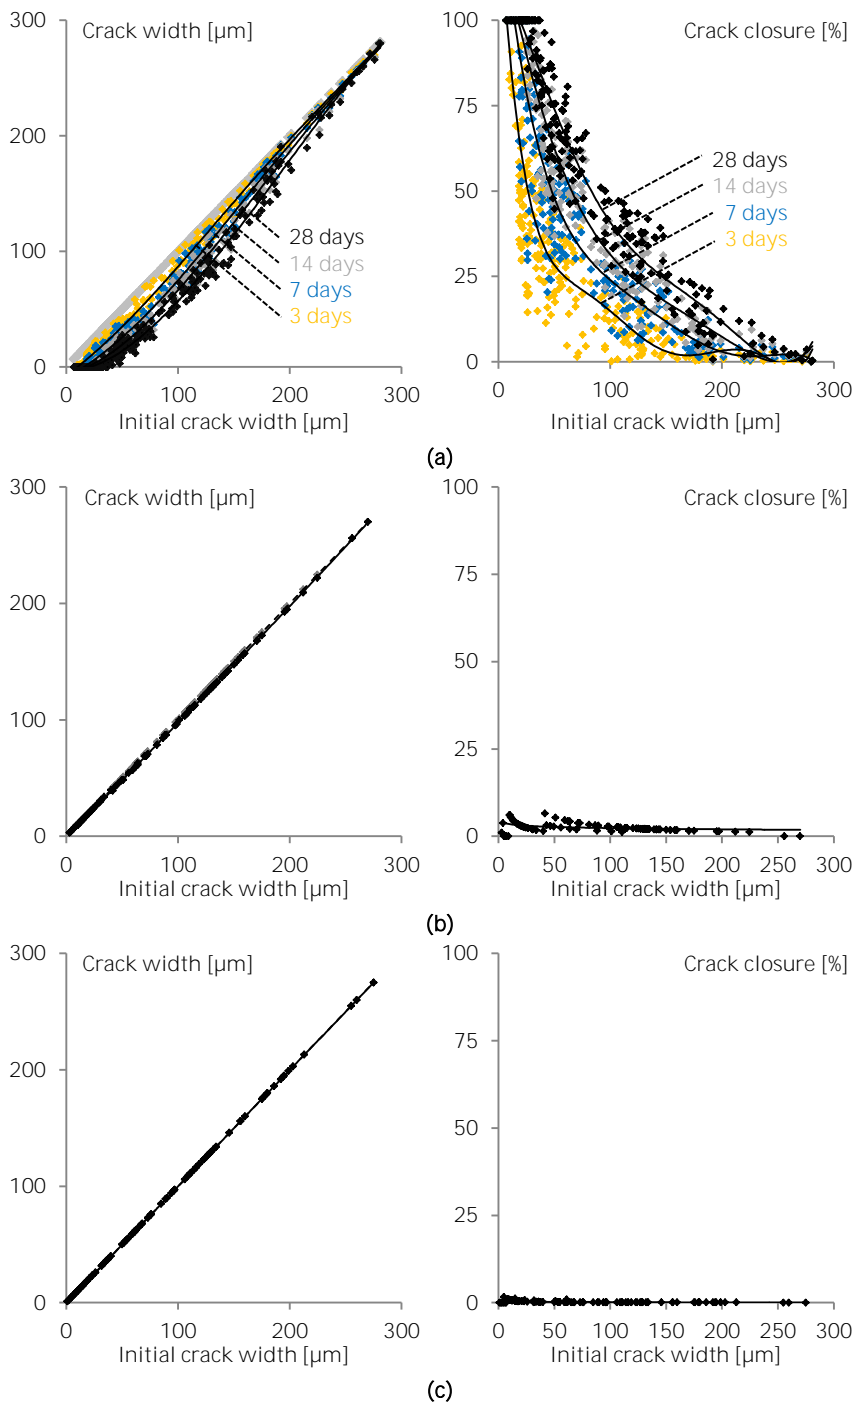 300
Crack width [µm]
200
100
0
28 days
14 days
7 days
3 days
0 100 200 300
Initial crack width [µm]
100
Crack closure [%]
75
50
25
0
28 days
14 days
7 days
3 days
0 50 100 150 200 250 300
Initial crack width [µm]
(a)
300
Crack width [µm]
200
100
0
0 100 200 300
Initial crack width [µm]
100
Crack closure [%]
75
50
25
0
0 50 100 150 200 250 300
Initial crack width [µm]
(b)
300
Crack width [µm]
200
100
0
0 100 200 300
Initial crack width [µm]
100
Crack closure [%]
75
50
25
0
0 50 100 150 200 250 300
Initial crack width [µm]
(c)